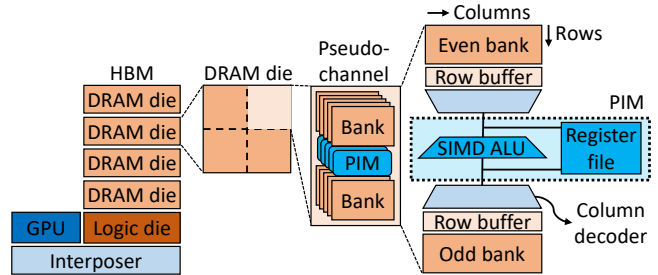 HBM
DRAM die
DRAM die
DRAM die
DRAM die
GPU
Logic die
Interposer
DRAM die
Pseudo-
channel
Bank
PIM
Bank
Columns
Rows
Even bank
Row buffer
PIM
SIMD ALU
Register
file
Row buffer
Odd bank
Column
decoder